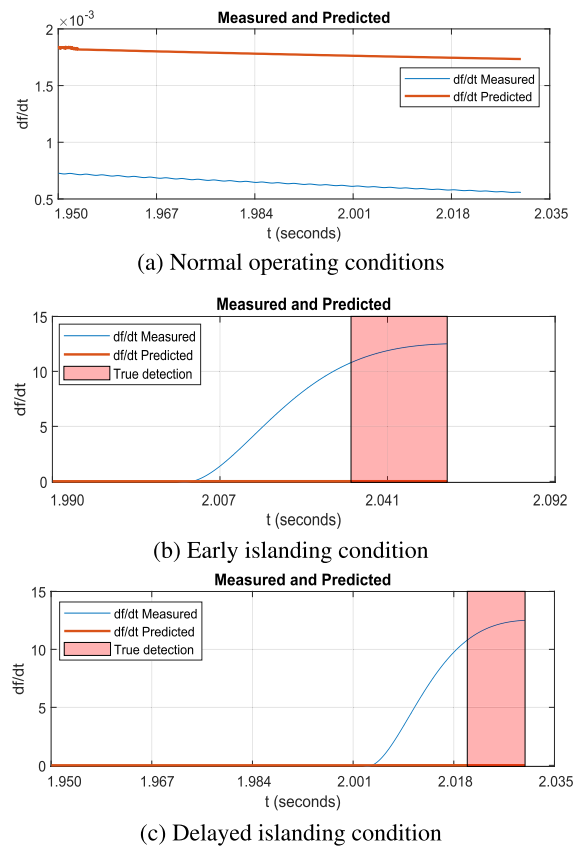 Measured and Predicted
×10⁻³
2
1.5
1
0.5
df/dt
df/dt Measured
df/dt Predicted
1.950 1.967 1.984 2.001 2.018 2.035
t (seconds)
(a) Normal operating conditions
Measured and Predicted
15
10
5
0
df/dt
df/dt Measured
df/dt Predicted
True detection
1.990 2.007 2.041 2.092
t (seconds)
(b) Early islanding condition
Measured and Predicted
15
10
5
0
df/dt
df/dt Measured
df/dt Predicted
True detection
1.950 1.967 1.984 2.001 2.018 2.035
t (seconds)
(c) Delayed islanding condition